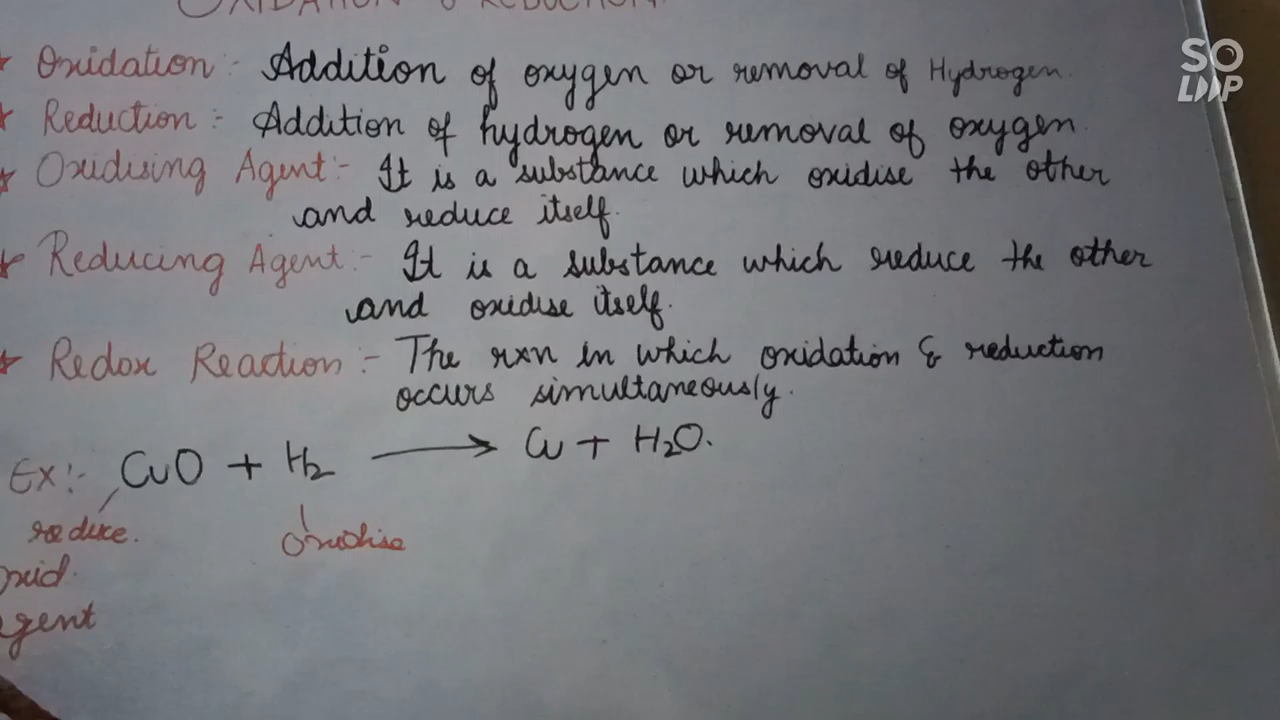 OXIDATION & REDUCTION
Oxidation :- Addition of oxygen or removal of Hydrogen.
Reduction :- Addition of hydrogen or removal of oxygen.
Oxidising Agent :- It is a substance which oxidise the other
and reduce itself.
Reducing Agent :- It is a substance which reduce the other
and oxidise itself.
Redox Reaction :- The rxn in which oxidation & reduction
occurs simultaneously.
Ex:- CuO + H₂ → Cu + H₂O.
reduce. oxidise
oxid.
agent
SO LOOP